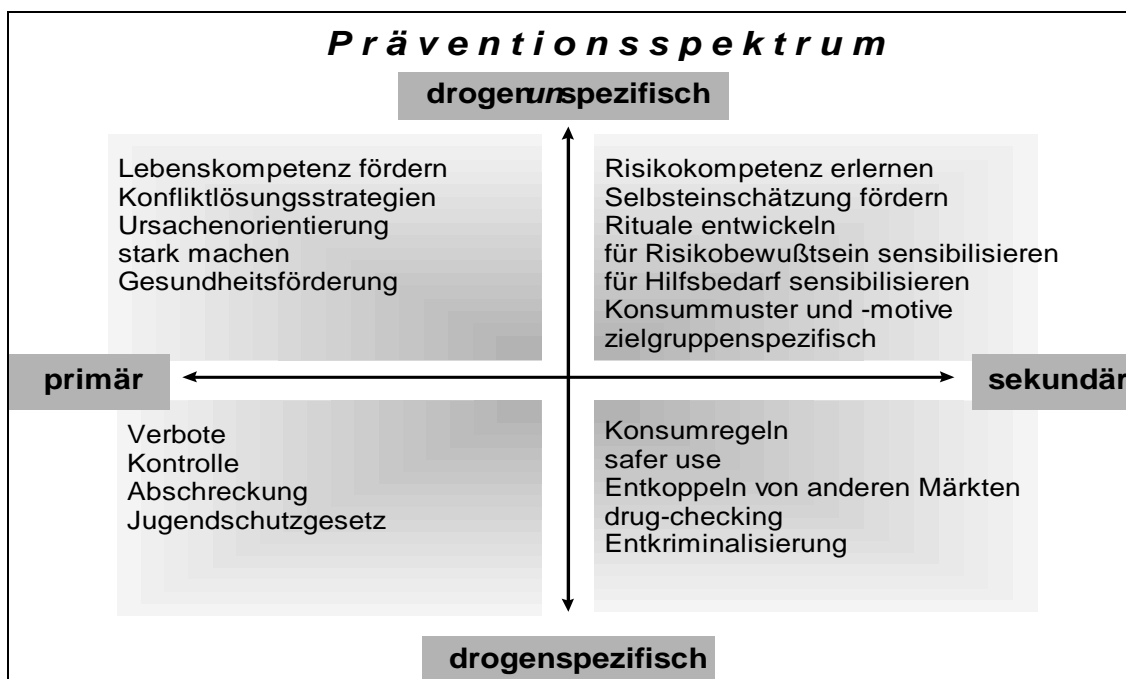 Präventionsspektrum
drogenunspezifisch
Lebenskompetenz fördern
Konfliktlösungsstrategien
Ursachenorientierung
stark machen
Gesundheitsförderung
Risikokompetenz erlernen
Selbsteinschätzung fördern
Rituale entwickeln
für Risikobewußtsein sensibilisieren
für Hilfsbedarf sensibilisieren
Konsummuster und -motive
zielgruppenspezifisch
primär
sekundär
Verbote
Kontrolle
Abschreckung
Jugendschutzgesetz
Konsumregeln
safer use
Entkoppeln von anderen Märkten
drug-checking
Entkriminalisierung
drogenspezifisch